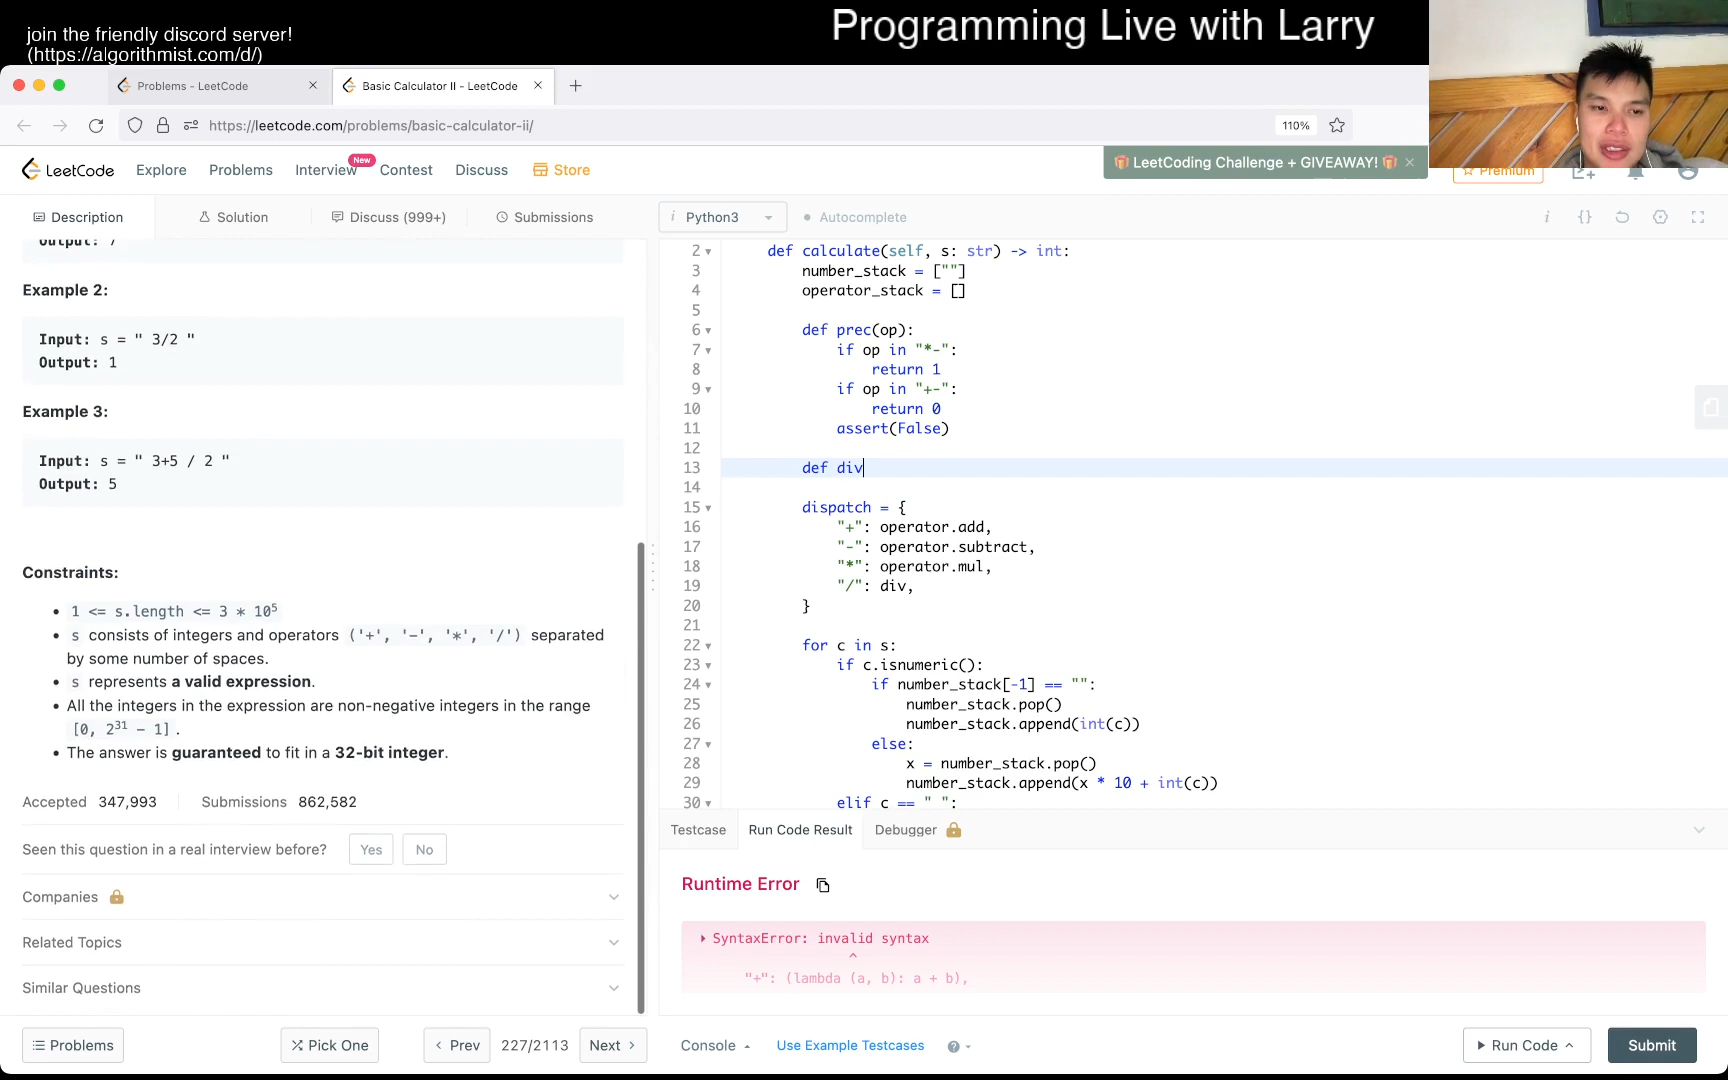 join the friendly discord server!
(https://algorithmist.com/d/)
Programming Live with Larry
Problems - LeetCode
Basic Calculator II - LeetCode
https://leetcode.com/problems/basic-calculator-ii/
110%
LeetCode
Explore
Problems
Interview
New
Contest
Discuss
Store
LeetCoding Challenge + GIVEAWAY!
Premium
Description
Solution
Discuss (999+)
Submissions
i Python3
Autocomplete
Output: 7
Example 2:
Input: s = " 3/2 "
Output: 1
Example 3:
Input: s = " 3+5 / 2 "
Output: 5
Constraints:
• 1 <= s.length <= 3 * 10⁵
• s consists of integers and operators ('+', '-', '*', '/') separated
by some number of spaces.
• s represents a valid expression.
• All the integers in the expression are non-negative integers in the range
[0, 2³¹ - 1].
• The answer is guaranteed to fit in a 32-bit integer.
Accepted 347,993 Submissions 862,582
Seen this question in a real interview before? Yes No
Companies
Related Topics
Similar Questions
2 def calculate(self, s: str) -> int:
3 number_stack = [""]
4 operator_stack = []
5
6 def prec(op):
7 if op in "*-":
8 return 1
9 if op in "+-":
10 return 0
11 assert(False)
12
13 def div
14
15 dispatch = {
16 "+": operator.add,
17 "-": operator.subtract,
18 "*": operator.mul,
19 "/": div,
20 }
21
22 for c in s:
23 if c.isnumeric():
24 if number_stack[-1] == "":
25 number_stack.pop()
26 number_stack.append(int(c))
27 else:
28 x = number_stack.pop()
29 number_stack.append(x * 10 + int(c))
30 elif c == " ":
Testcase
Run Code Result
Debugger
Runtime Error
SyntaxError: invalid syntax
^
"+": (lambda (a, b): a + b),
Problems
Pick One
Prev
227/2113
Next
Console
Use Example Testcases
?
Run Code
Submit